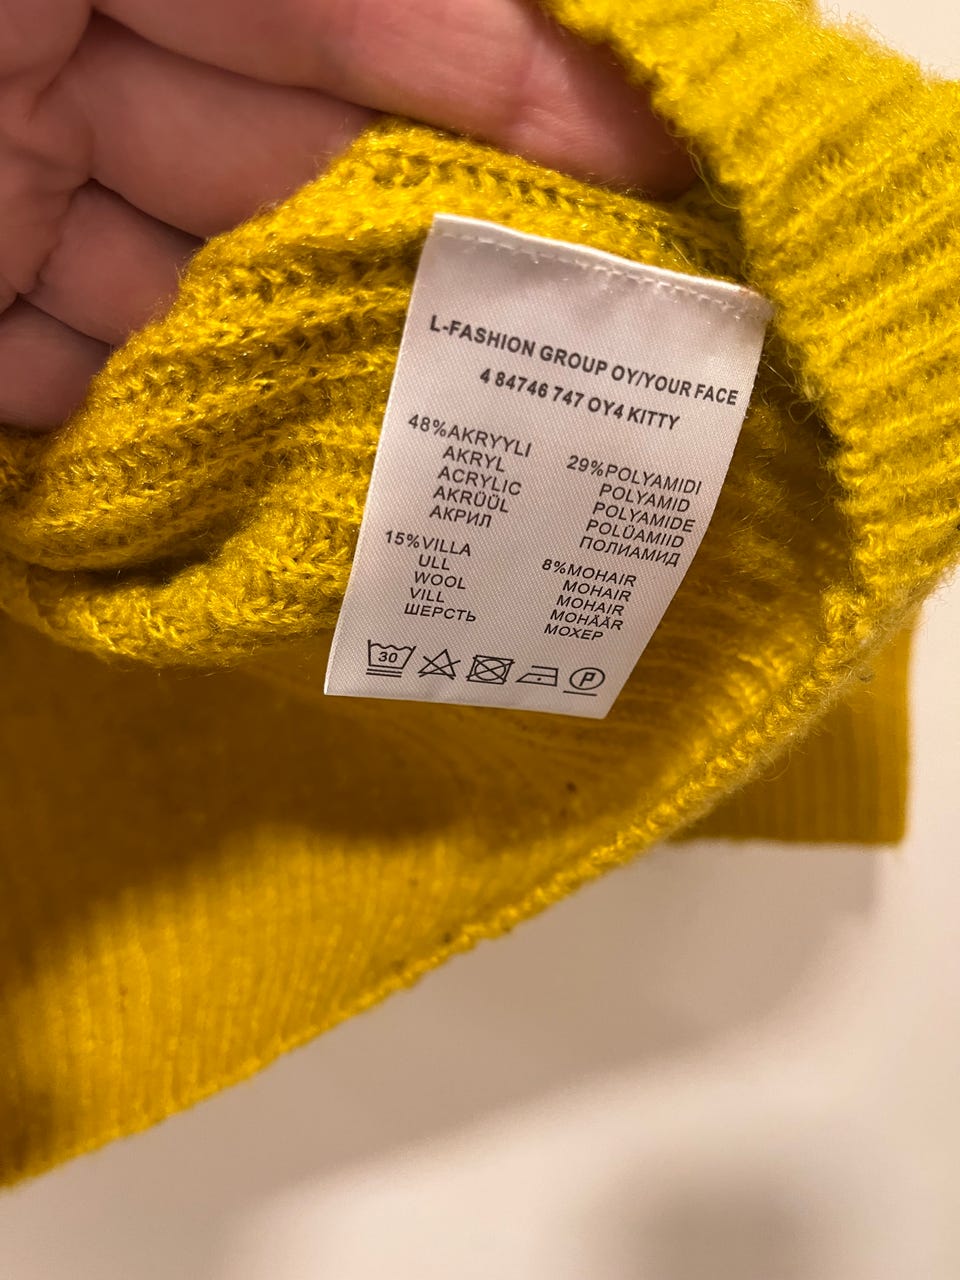 L-FASHION GROUP OY/YOUR FACE
4 84746 747 OY4 KITTY
48%AKRYYLI
AKRYL
ACRYLIC
AKRÜÜL
АКРИЛ
29%POLYAMIDI
POLYAMID
POLYAMIDE
POLÜAMIID
ПОЛИАМИД
15%VILLA
ULL
WOOL
VILL
ШЕРСТЬ
8%MOHAIR
MOHAIR
MOHAIR
MOHÄÄR
МОХЕР
30
P